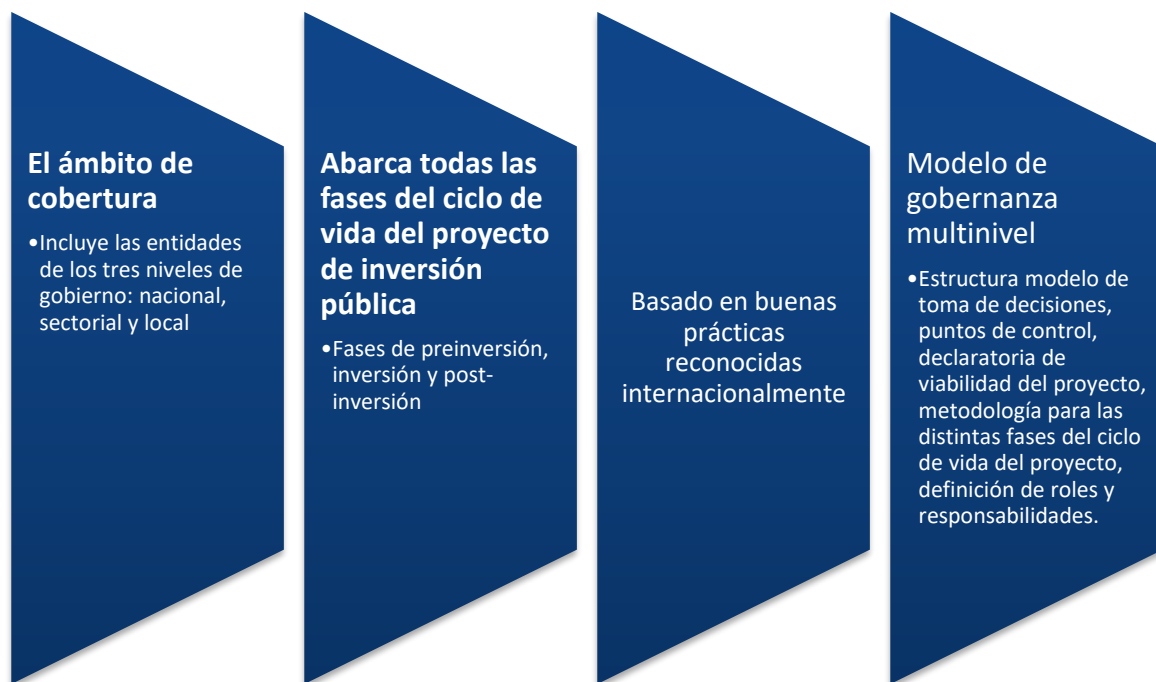 El ámbito de
cobertura
•Incluye las entidades
de los tres niveles de
gobierno: nacional,
sectorial y local
Abarca todas las
fases del ciclo de
vida del proyecto
de inversión
pública
•Fases de preinversión,
inversión y post-
inversión
Basado en buenas
prácticas
reconocidas
internacionalmente
Modelo de
gobernanza
multinivel
•Estructura modelo de
toma de decisiones,
puntos de control,
declaratoria de
viabilidad del proyecto,
metodología para las
distintas fases del ciclo
de vida del proyecto,
definición de roles y
responsabilidades.